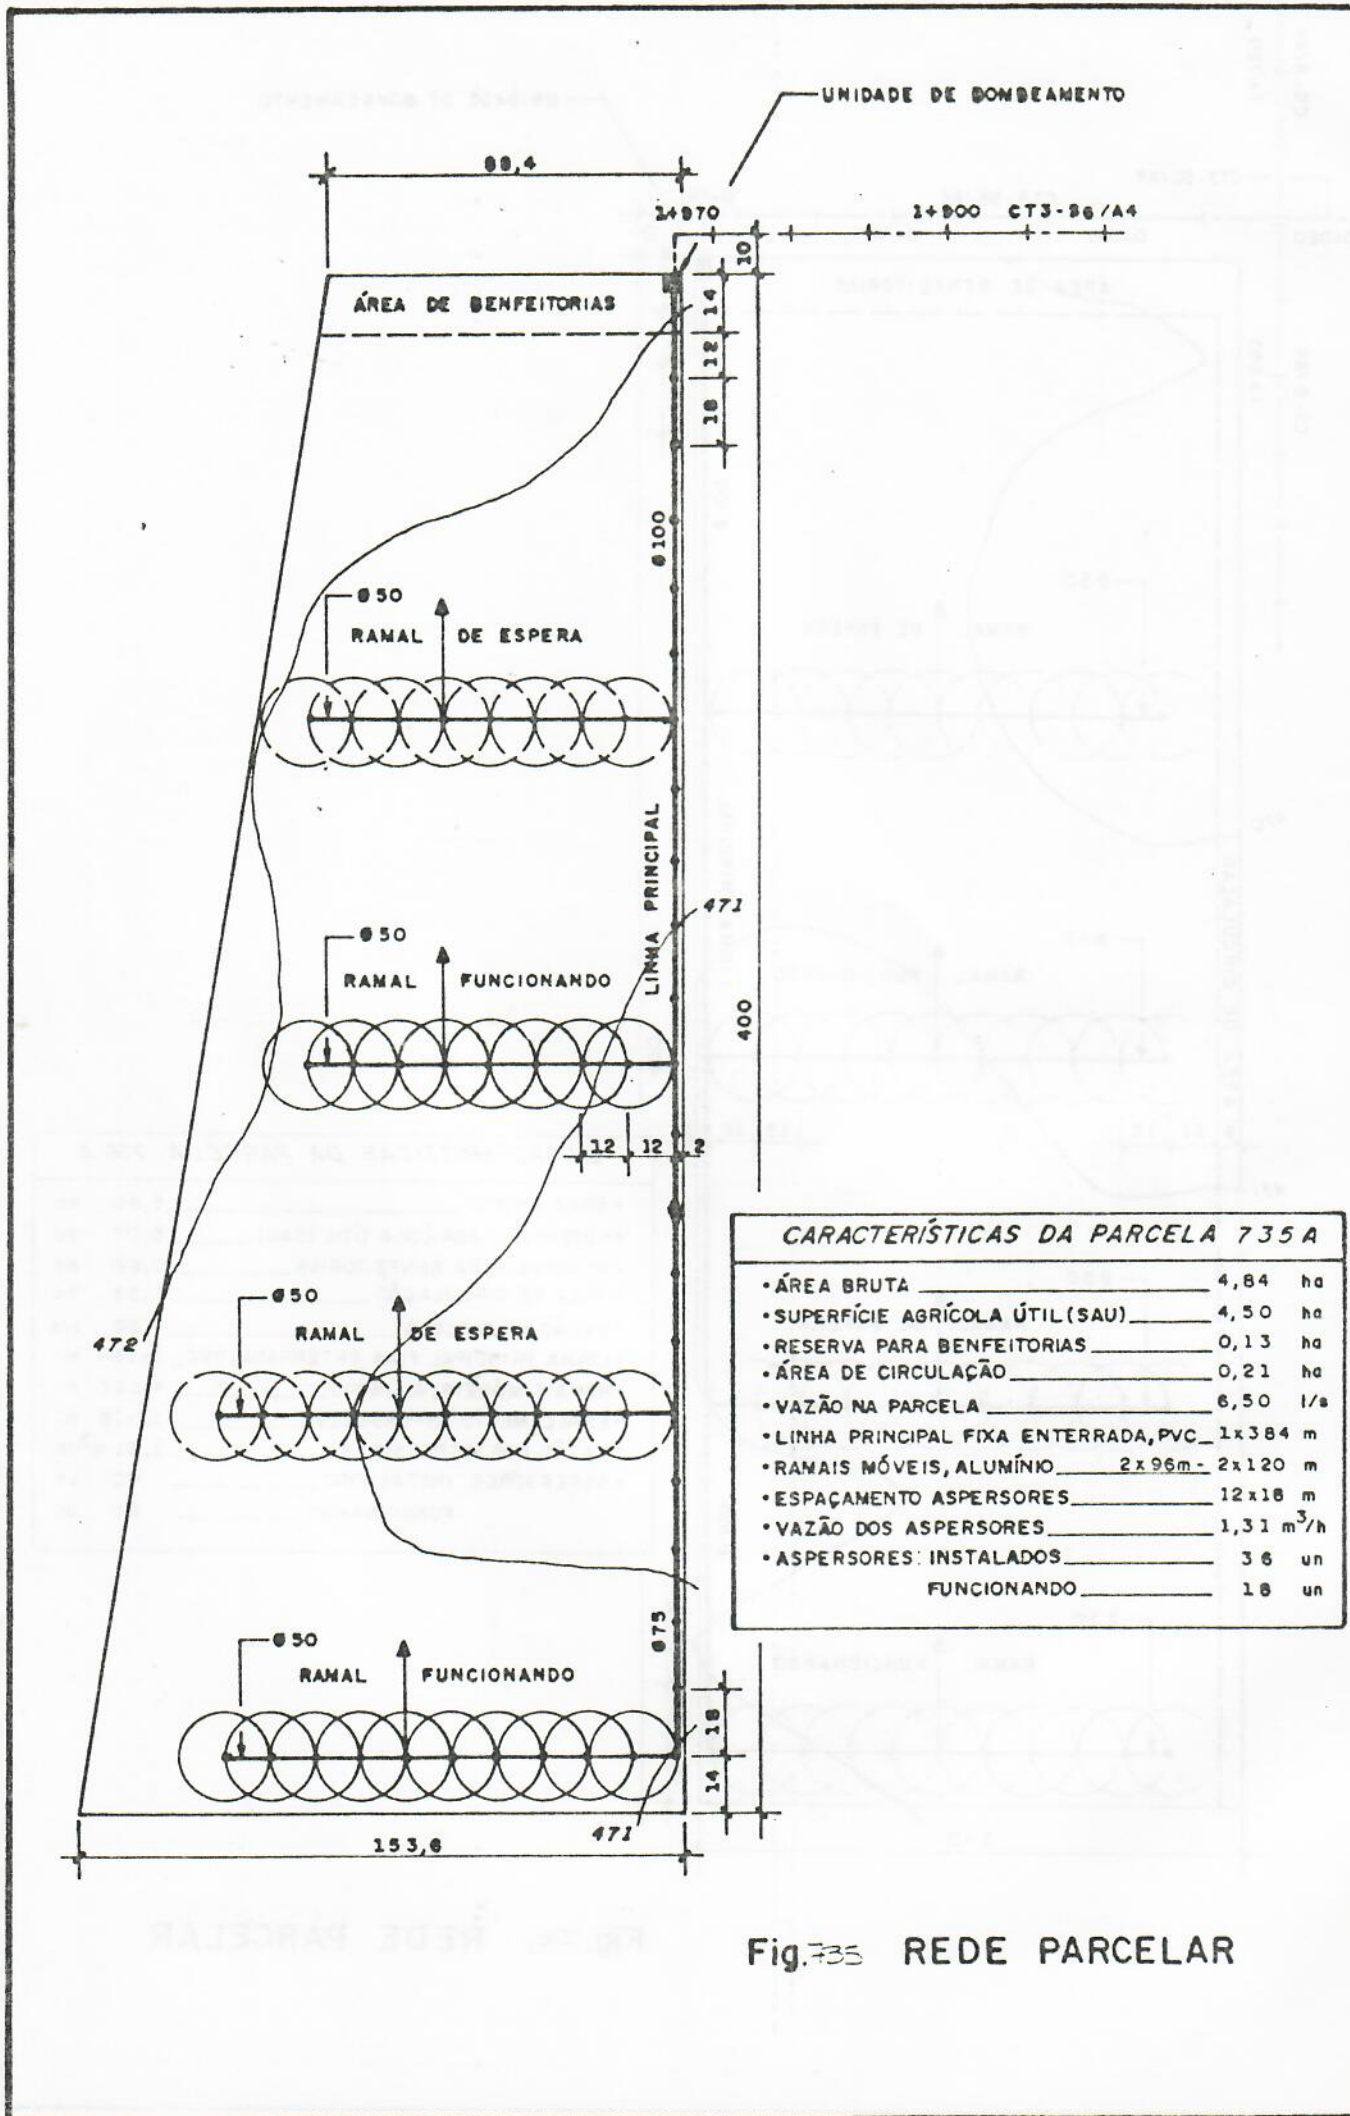 UNIDADE DE BOMBEAMENTO
88,4
1+970
1+900 CT3-S6/A4
10
ÁREA DE BENFEITORIAS
14
12
18
Ø100
Ø50
RAMAL DE ESPERA
LINHA PRINCIPAL
471
Ø50
RAMAL FUNCIONANDO
400
12 12 2
CARACTERÍSTICAS DA PARCELA 735A
• ÁREA BRUTA 4,84 ha
• SUPERFÍCIE AGRÍCOLA ÚTIL(SAU) 4,50 ha
• RESERVA PARA BENFEITORIAS 0,13 ha
• ÁREA DE CIRCULAÇÃO 0,21 ha
• VAZÃO NA PARCELA 6,50 l/s
• LINHA PRINCIPAL FIXA ENTERRADA, PVC 1x384 m
• RAMAIS MÓVEIS, ALUMÍNIO 2x96m - 2x120 m
• ESPAÇAMENTO ASPERSORES 12x18 m
• VAZÃO DOS ASPERSORES 1,31 m³/h
• ASPERSORES: INSTALADOS 36 un
FUNCIONANDO 18 un
Ø50
RAMAL DE ESPERA
472
Ø75
Ø50
RAMAL FUNCIONANDO
18
14
471
153,6
Fig.735 REDE PARCELAR